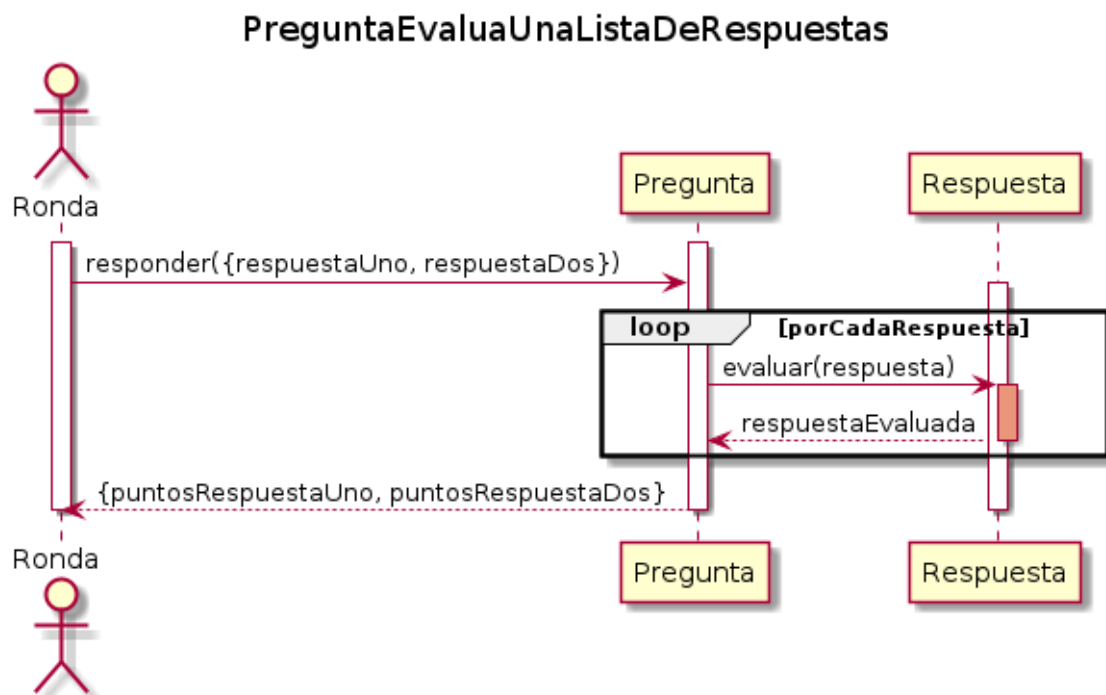 PreguntaEvaluaUnaListaDeRespuestas
Ronda
Pregunta
Respuesta
responder({respuestaUno, respuestaDos})
loop
[porCadaRespuesta]
evaluar(respuesta)
respuestaEvaluada
{puntosRespuestaUno, puntosRespuestaDos}
Ronda
Pregunta
Respuesta